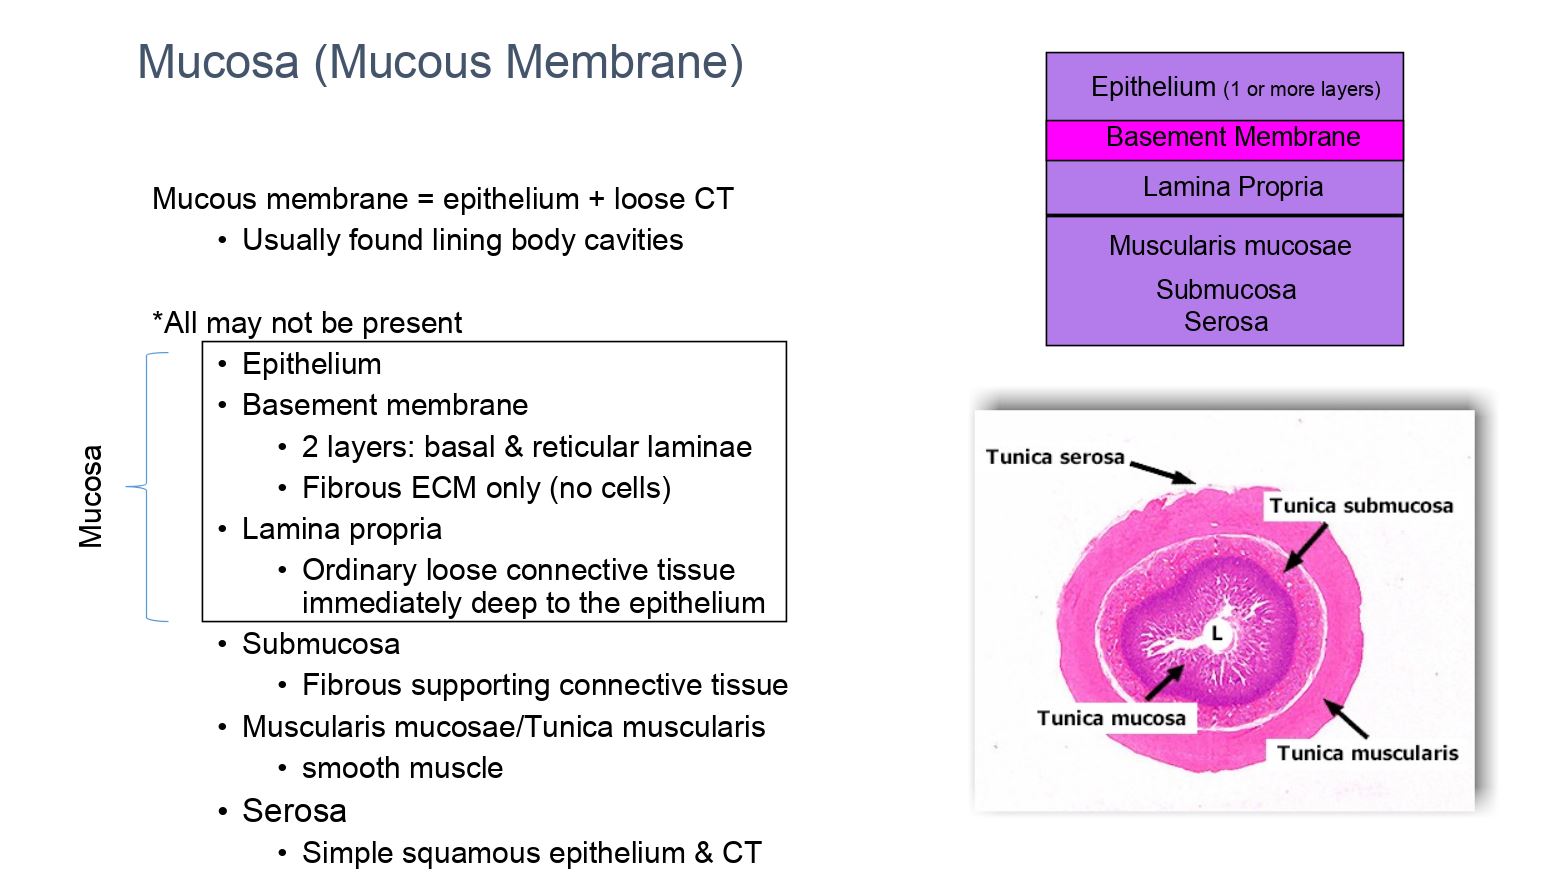 Mucosa (Mucous Membrane)
Mucous membrane = epithelium + loose CT
• Usually found lining body cavities
*All may not be present
Mucosa
• Epithelium
• Basement membrane
• 2 layers: basal & reticular laminae
• Fibrous ECM only (no cells)
• Lamina propria
• Ordinary loose connective tissue
immediately deep to the epithelium
• Submucosa
• Fibrous supporting connective tissue
• Muscularis mucosae/Tunica muscularis
• smooth muscle
• Serosa
• Simple squamous epithelium & CT
Epithelium (1 or more layers)
Basement Membrane
Lamina Propria
Muscularis mucosae
Submucosa
Serosa
Tunica serosa
Tunica submucosa
L
Tunica mucosa
Tunica muscularis